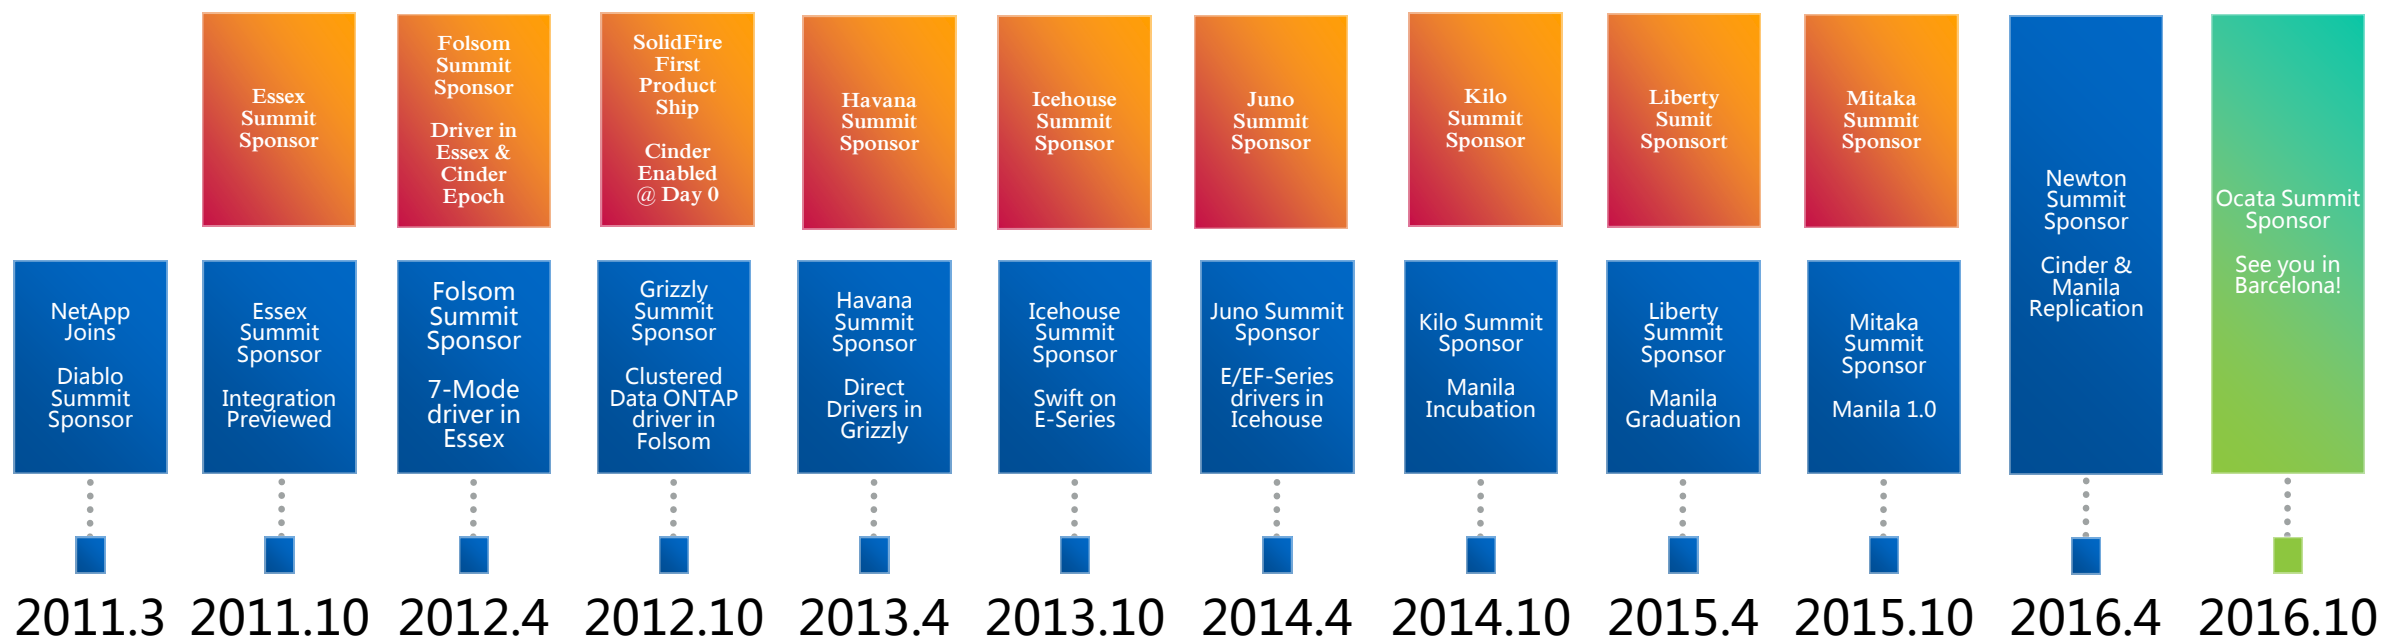 Essex
Summit
Sponsor
Folsom
Summit
Sponsor
Driver in
Essex &
Cinder
Epoch
SolidFire
First
Product
Ship
Cinder
Enabled
@ Day 0
Havana
Summit
Sponsor
Icehouse
Summit
Sponsor
Juno
Summit
Sponsor
Kilo
Summit
Sponsor
Liberty
Sumit
Sponsort
Mitaka
Summit
Sponsor
NetApp
Joins
Diablo
Summit
Sponsor
Essex
Summit
Sponsor
Integration
Previewed
Folsom
Summit
Sponsor
7-Mode
driver in
Essex
Grizzly
Summit
Sponsor
Clustered
Data ONTAP
driver in
Folsom
Havana
Summit
Sponsor
Direct
Drivers in
Grizzly
Icehouse
Summit
Sponsor
Swift on
E-Series
Juno Summit
Sponsor
E/EF-Series
drivers in
Icehouse
Kilo Summit
Sponsor
Manila
Incubation
Liberty
Summit
Sponsor
Manila
Graduation
Mitaka
Summit
Sponsor
Manila 1.0
Newton
Summit
Sponsor
Cinder &
Manila
Replication
Ocata Summit
Sponsor
See you in
Barcelona!
2011.3 2011.10 2012.4 2012.10 2013.4 2013.10 2014.4 2014.10 2015.4 2015.10 2016.4 2016.10